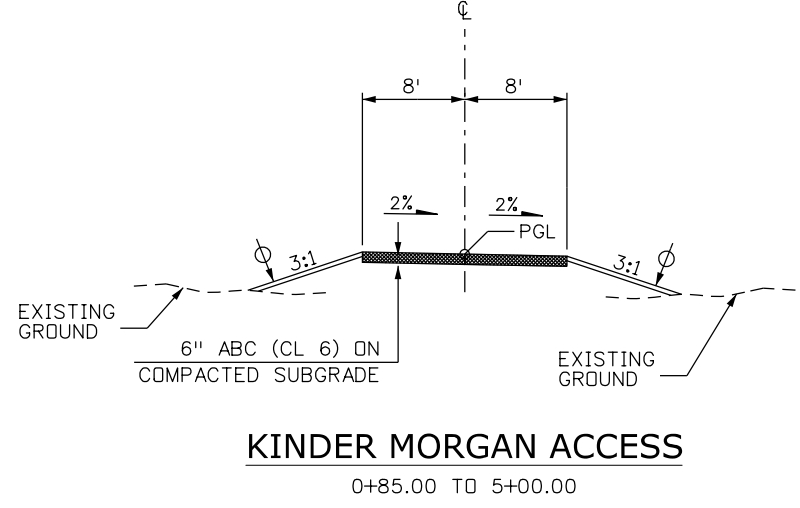 ℄
8' 8'
2% 2%
PGL
3:1 3:1
EXISTING
GROUND
6" ABC (CL 6) ON
COMPACTED SUBGRADE
EXISTING
GROUND
KINDER MORGAN ACCESS
0+85.00 TO 5+00.00